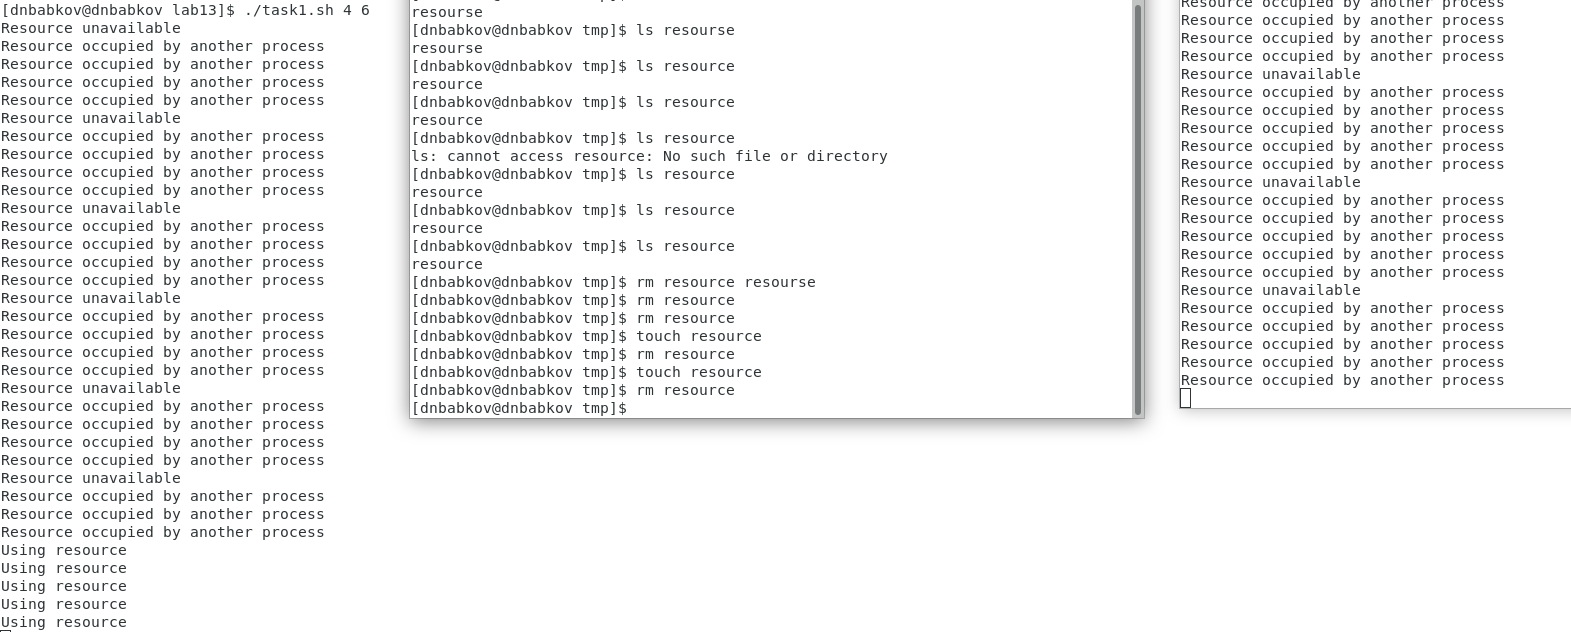 [dnbabkov@dnbabkov lab13]$ ./task1.sh 4 6
Resource unavailable
Resource occupied by another process
Resource occupied by another process
Resource occupied by another process
Resource occupied by another process
Resource unavailable
Resource occupied by another process
Resource occupied by another process
Resource occupied by another process
Resource occupied by another process
Resource unavailable
Resource occupied by another process
Resource occupied by another process
Resource occupied by another process
Resource occupied by another process
Resource unavailable
Resource occupied by another process
Resource occupied by another process
Resource occupied by another process
Resource occupied by another process
Resource unavailable
Resource occupied by another process
Resource occupied by another process
Resource occupied by another process
Resource occupied by another process
Resource unavailable
Resource occupied by another process
Resource occupied by another process
Resource occupied by another process
Using resource
Using resource
Using resource
Using resource
Using resource
resourse
[dnbabkov@dnbabkov tmp]$ ls resourse
resourse
[dnbabkov@dnbabkov tmp]$ ls resource
resource
[dnbabkov@dnbabkov tmp]$ ls resource
resource
[dnbabkov@dnbabkov tmp]$ ls resource
ls: cannot access resource: No such file or directory
[dnbabkov@dnbabkov tmp]$ ls resource
resource
[dnbabkov@dnbabkov tmp]$ ls resource
resource
[dnbabkov@dnbabkov tmp]$ ls resource
resource
[dnbabkov@dnbabkov tmp]$ rm resource resourse
[dnbabkov@dnbabkov tmp]$ rm resource
[dnbabkov@dnbabkov tmp]$ rm resource
[dnbabkov@dnbabkov tmp]$ touch resource
[dnbabkov@dnbabkov tmp]$ rm resource
[dnbabkov@dnbabkov tmp]$ touch resource
[dnbabkov@dnbabkov tmp]$ rm resource
[dnbabkov@dnbabkov tmp]$
Resource occupied by another process
Resource occupied by another process
Resource occupied by another process
Resource occupied by another process
Resource unavailable
Resource occupied by another process
Resource occupied by another process
Resource occupied by another process
Resource occupied by another process
Resource occupied by another process
Resource unavailable
Resource occupied by another process
Resource occupied by another process
Resource occupied by another process
Resource occupied by another process
Resource occupied by another process
Resource unavailable
Resource occupied by another process
Resource occupied by another process
Resource occupied by another process
Resource occupied by another process
Resource occupied by another process